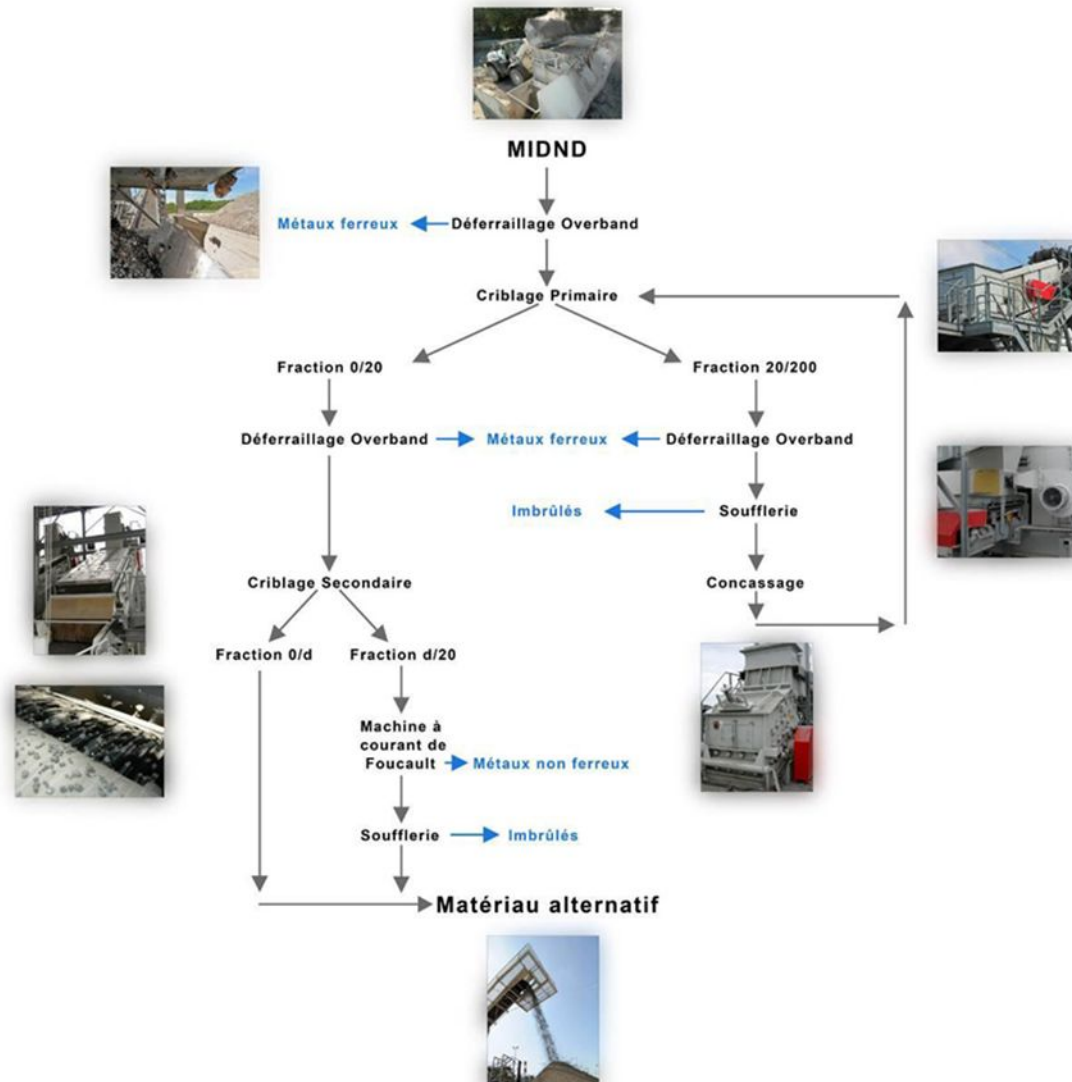 MIDND
Métaux ferreux
Déferraillage Overband
Criblage Primaire
Fraction 0/20
Fraction 20/200
Déferraillage Overband
Métaux ferreux
Déferraillage Overband
Imbrûlés
Soufflerie
Criblage Secondaire
Concassage
Fraction 0/d
Fraction d/20
Machine à
courant de
Foucault
Métaux non ferreux
Soufflerie
Imbrûlés
Matériau alternatif